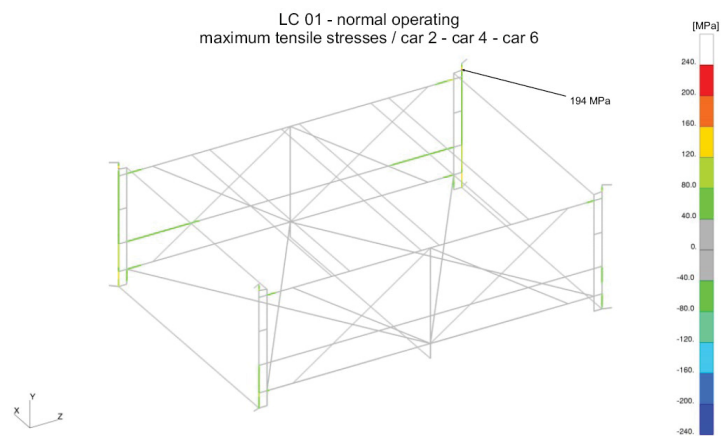 LC 01 - normal operating
maximum tensile stresses / car 2 - car 4 - car 6
[MPa]
240.
200.
160.
120.
80.0
40.0
0.
-40.0
-80.0
-120.
-160.
-200.
-240.
194 MPa
Y
X
Z